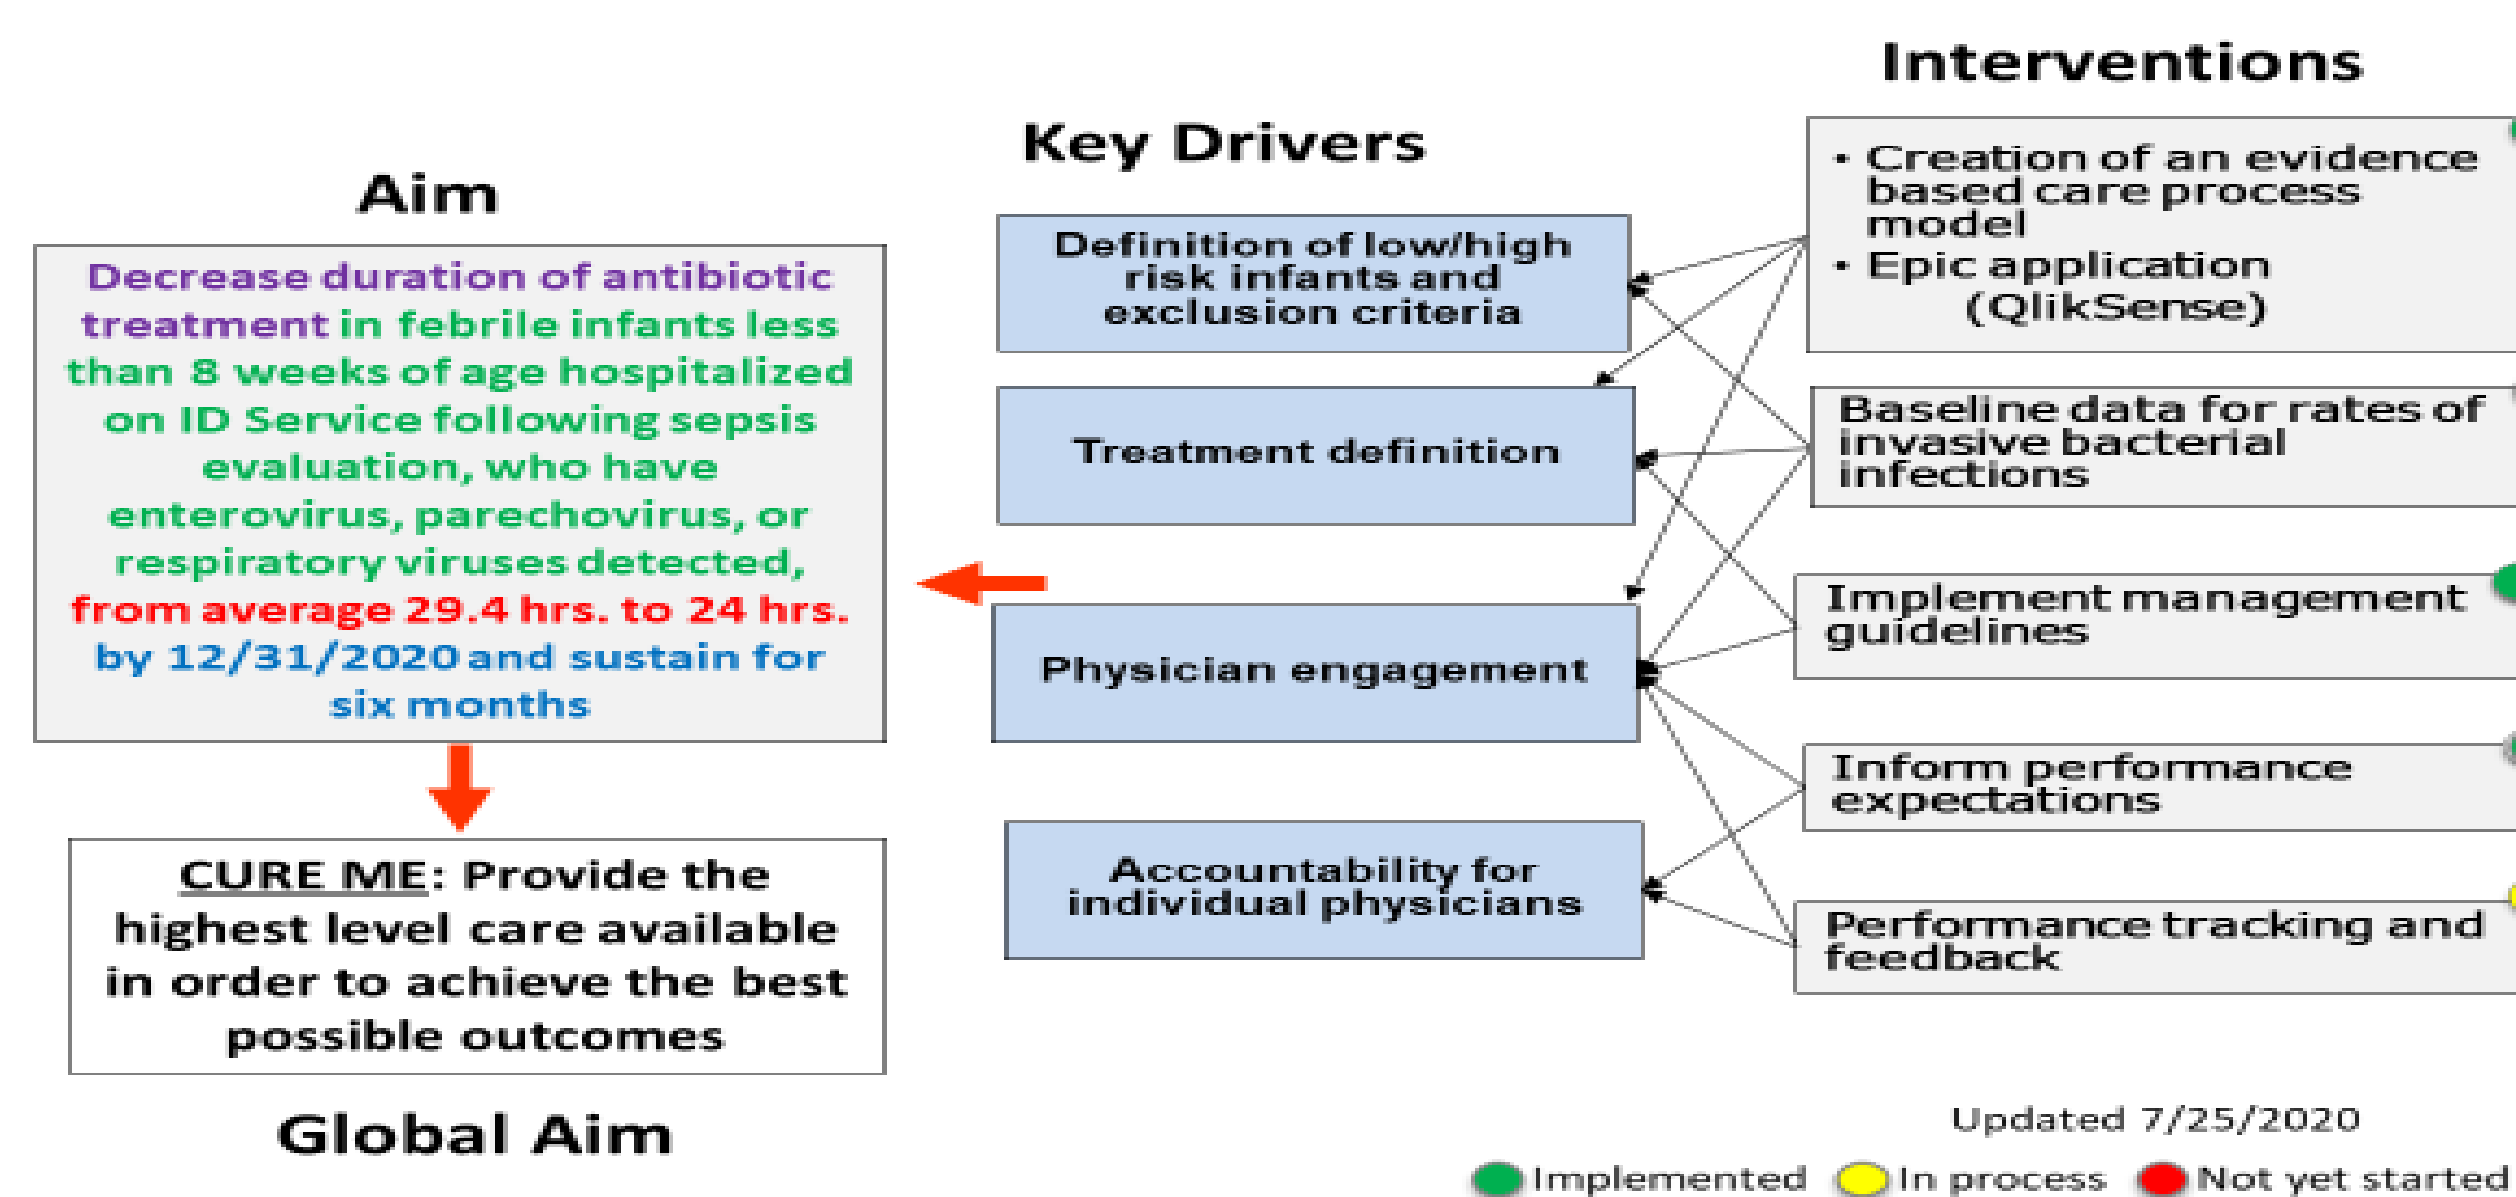 Aim
Decrease duration of antibiotic
treatment in febrile infants less
than 8 weeks of age hospitalized
on ID Service following sepsis
evaluation, who have
enterovirus, parechovirus, or
respiratory viruses detected,
from average 29.4 hrs. to 24 hrs.
by 12/31/2020 and sustain for
six months
CURE ME: Provide the
highest level care available
in order to achieve the best
possible outcomes
Global Aim
Key Drivers
Definition of low/high
risk infants and
exclusion criteria
Treatment definition
Physician engagement
Accountability for
individual physicians
Interventions
• Creation of an evidence
based care process
model
• Epic application
(QlikSense)
Baseline data for rates of
invasive bacterial
infections
Implement management
guidelines
Inform performance
expectations
Performance tracking and
feedback
Updated 7/25/2020
Implemented In process Not yet started